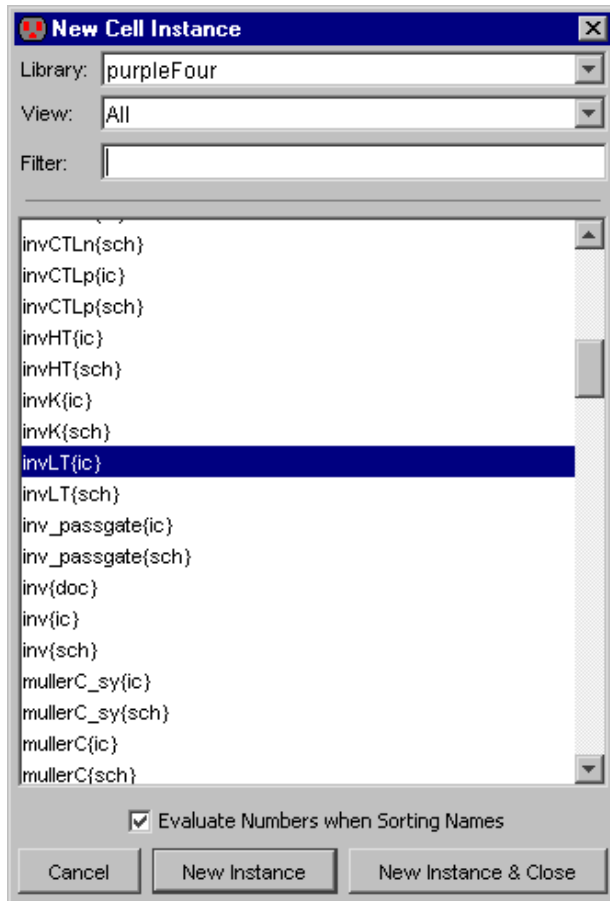 New Cell Instance
Library: purpleFour
View: All
Filter:
invCTLn{sch}
invCTLp{ic}
invCTLp{sch}
invHT{ic}
invHT{sch}
invK{ic}
invK{sch}
invLT{ic}
invLT{sch}
inv_passgate{ic}
inv_passgate{sch}
inv{doc}
inv{ic}
inv{sch}
mullerC_sy{ic}
mullerC_sy{sch}
mullerC{ic}
mullerC{sch}
Evaluate Numbers when Sorting Names
Cancel New Instance New Instance & Close